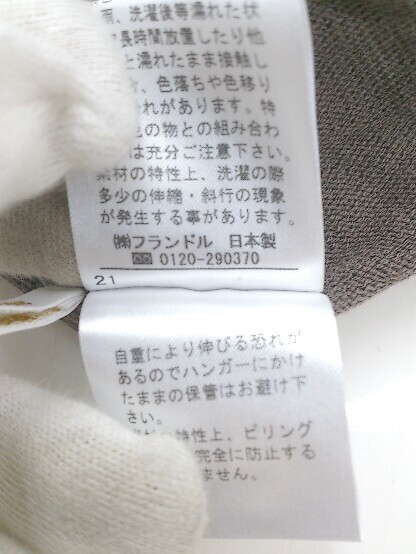 雨、洗濯後等濡れた状
長時間放置したり他
と濡れたまま接触し
、色落ちや色移り
れがあります。特
色の物との組み合わ
は充分ご注意下さい。
素材の特性上、洗濯の際
多少の伸縮・斜行の現象
が発生する事があります。
㈱フランドル 日本製
0120-290370
21
自重により伸びる恐れが
あるのでハンガーにかけ
たままの保管はお避け下
さい。
特性上、ピリング
完全に防止する
ません。